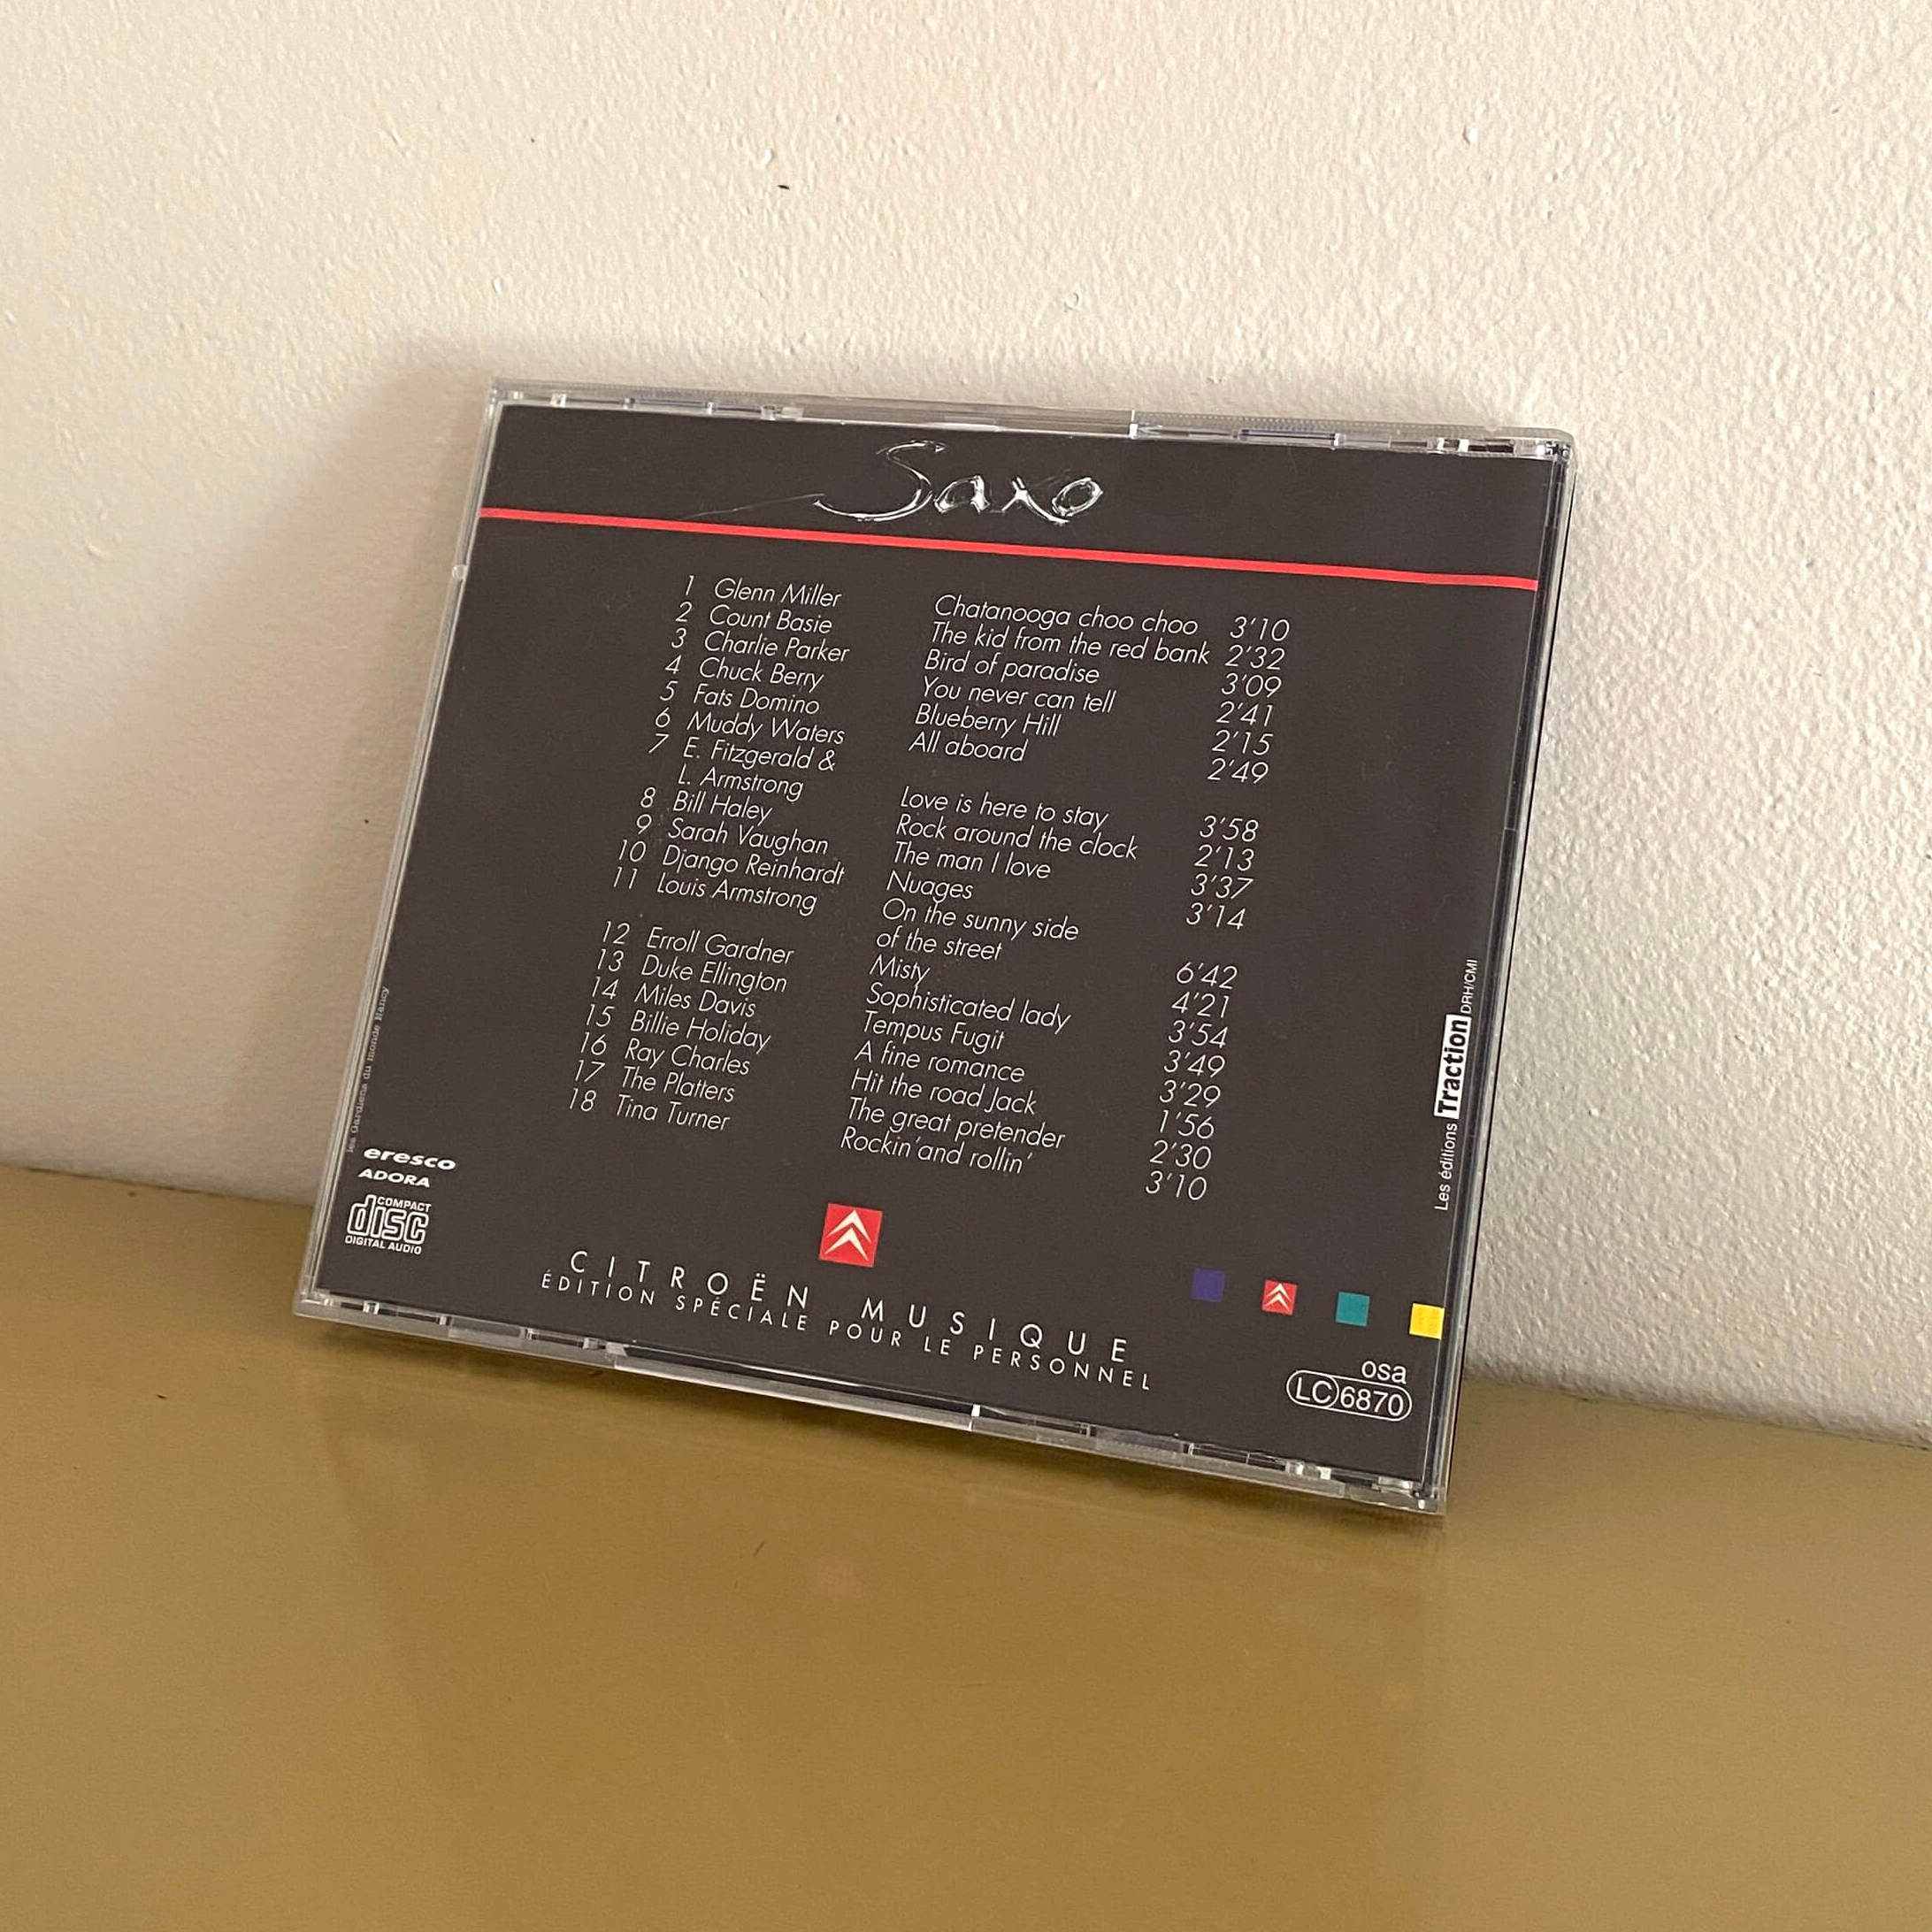 Saxo
1 Glenn Miller Chatanooga choo choo 3'10
2 Count Basie The kid from the red bank 2'32
3 Charlie Parker Bird of paradise 3'09
4 Chuck Berry You never can tell 2'41
5 Fats Domino Blueberry Hill 2'15
6 Muddy Waters All aboard 2'49
7 E. Fitzgerald &
L. Armstrong Love is here to stay 3'58
8 Bill Haley Rock around the clock 2'13
9 Sarah Vaughan The man I love 3'37
10 Django Reinhardt Nuages 3'14
11 Louis Armstrong On the sunny side
of the street 6'42
12 Erroll Gardner Misty 4'21
13 Duke Ellington Sophisticated lady 3'54
14 Miles Davis Tempus Fugit 3'49
15 Billie Holiday A fine romance 3'29
16 Ray Charles Hit the road Jack 1'56
17 The Platters The great pretender 2'30
18 Tina Turner Rockin'and rollin' 3'10
les Gardiens du monde Nancy
eresco
ADORA
COMPACT
disc
DIGITAL AUDIO
CITROËN MUSIQUE
ÉDITION SPÉCIALE POUR LE PERSONNEL
Les éditions Traction DRH/CMI
osa
LC 6870